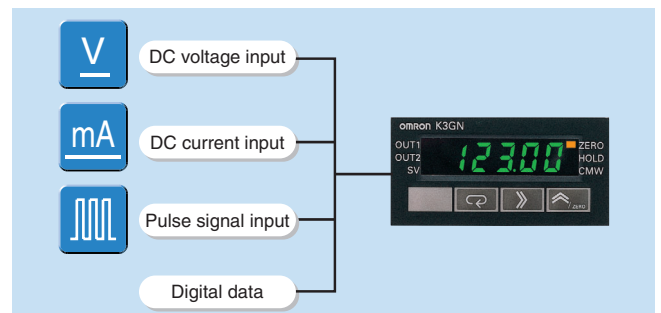 V
DC voltage input
mA
DC current input
Pulse signal input
Digital data
OMRON K3GN
OUT1
OUT2
SV
123.00
ZERO
HOLD
CMW
ZERO